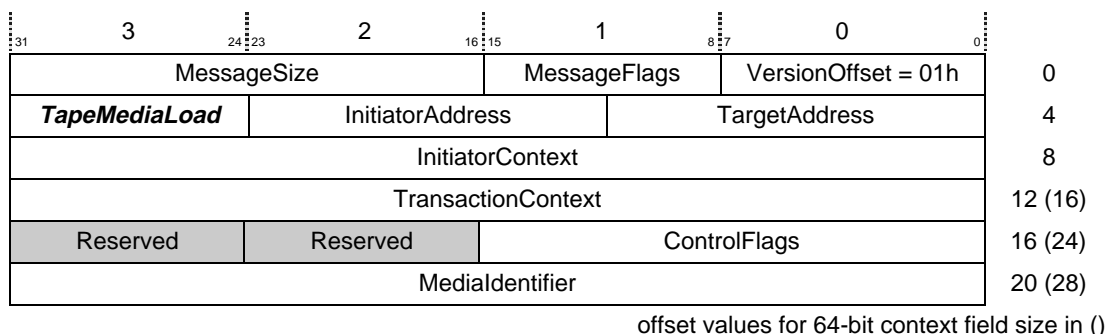 3 2 1 0
31 24 23 16 15 8 7 0
MessageSize MessageFlags VersionOffset = 01h 0
TapeMediaLoad InitiatorAddress TargetAddress 4
InitiatorContext 8
TransactionContext 12 (16)
Reserved Reserved ControlFlags 16 (24)
MediaIdentifier 20 (28)
offset values for 64-bit context field size in ()